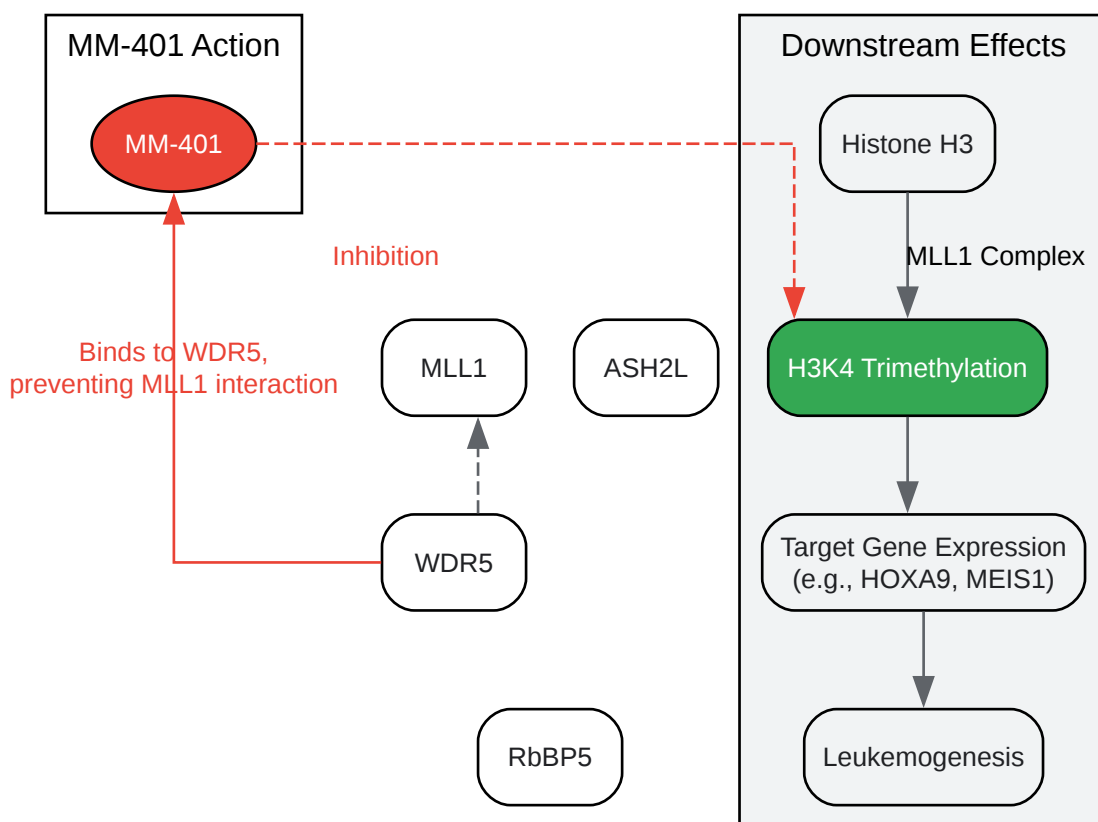 MM-401 Action
MM-401
Downstream Effects
Histone H3
Inhibition
MLL1 Complex
Binds to WDR5,
preventing MLL1 interaction
MLL1
ASH2L
H3K4 Trimethylation
WDR5
Target Gene Expression
(e.g., HOXA9, MEIS1)
RbBP5
Leukemogenesis